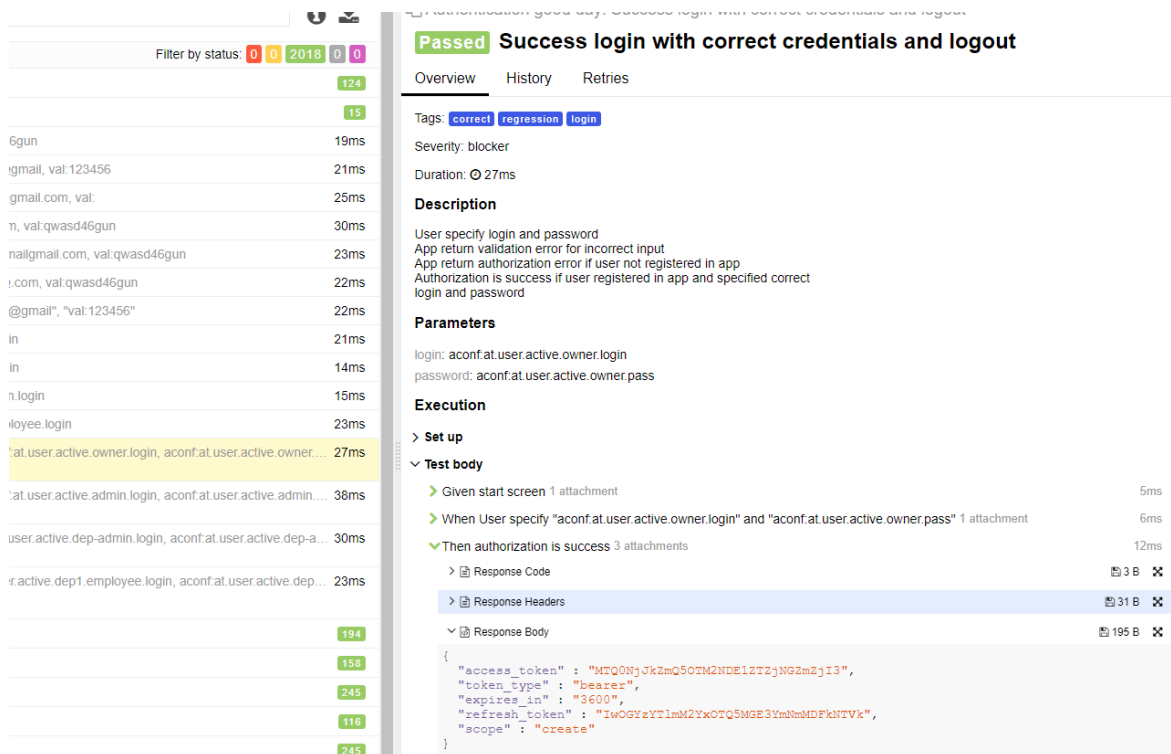 Authentication good day: Success login with correct credentials and logout
Passed Success login with correct credentials and logout
Filter by status: 0 0 2018 0 0
124
15
6gun 19ms
@gmail, val:123456 21ms
gmail.com, val: 25ms
n, val:qwasd46gun 30ms
mailgmail.com, val:qwasd46gun 23ms
.com, val:qwasd46gun 22ms
@gmail", "val:123456" 22ms
in 21ms
in 14ms
n.login 15ms
loyee.login 23ms
:at.user.active.owner.login, aconf:at.user.active.owner.... 27ms
:at.user.active.admin.login, aconf:at.user.active.admin.... 38ms
user.active.dep-admin.login, aconf:at.user.active.dep-a... 30ms
r.active.dep1.employee.login, aconf:at.user.active.dep... 23ms
194
158
245
116
245
Overview History Retries
Tags: correct regression login
Severity: blocker
Duration: 27ms
Description
User specify login and password
App return validation error for incorrect input
App return authorization error if user not registered in app
Authorization is success if user registered in app and specified correct
login and password
Parameters
login: aconf:at.user.active.owner.login
password: aconf:at.user.active.owner.pass
Execution
Set up
Test body
Given start screen 1 attachment 5ms
When User specify "aconf:at.user.active.owner.login" and "aconf:at.user.active.owner.pass" 1 attachment 6ms
Then authorization is success 3 attachments 12ms
Response Code 3 B
Response Headers 31 B
Response Body 195 B
{
"access_token" : "MTQ0NjJkZmQ5OTM2NDE1ZTZjNGZmZjI3",
"token_type" : "bearer",
"expires_in" : "3600",
"refresh_token" : "IwOGYzYTlmM2YxOTQ5MGE3YmNmMDFkNTVk",
"scope" : "create"
}